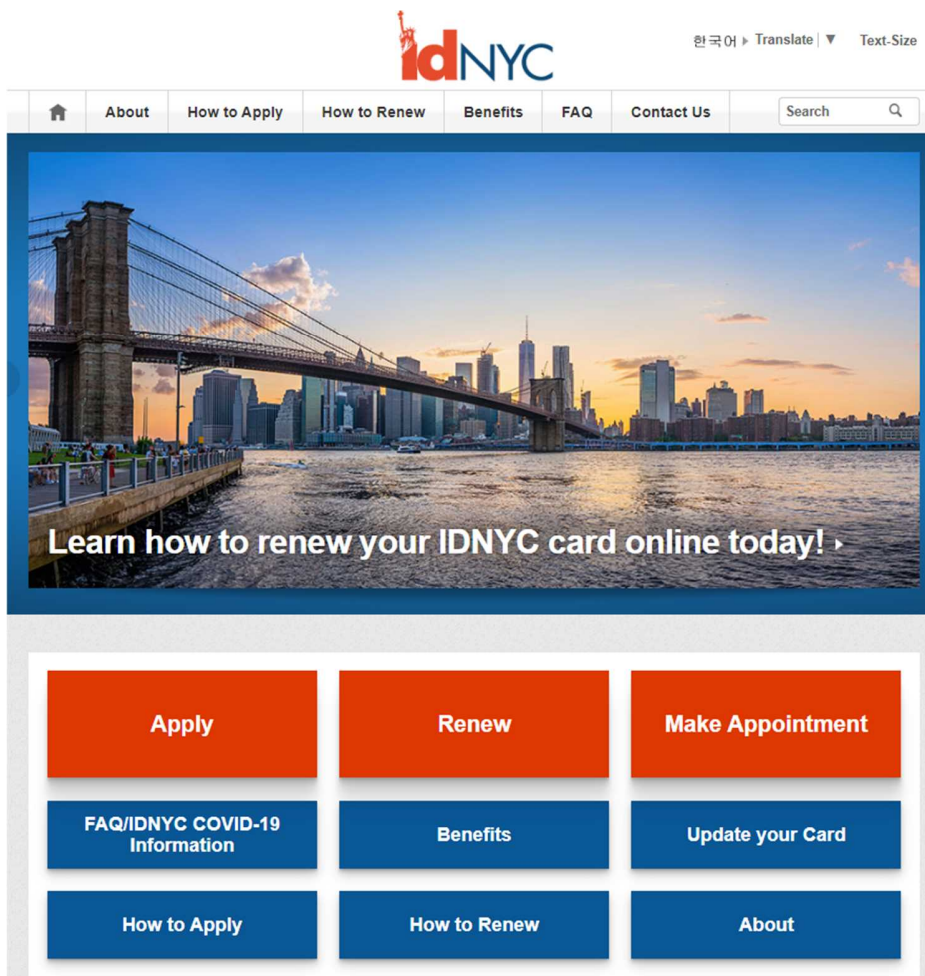 idNYC
한국어 ▶ Translate | ▼ Text-Size
About How to Apply How to Renew Benefits FAQ Contact Us Search
Learn how to renew your IDNYC card online today! ▸
Apply Renew Make Appointment
FAQ/IDNYC COVID-19
Information
Benefits Update your Card
How to Apply How to Renew About